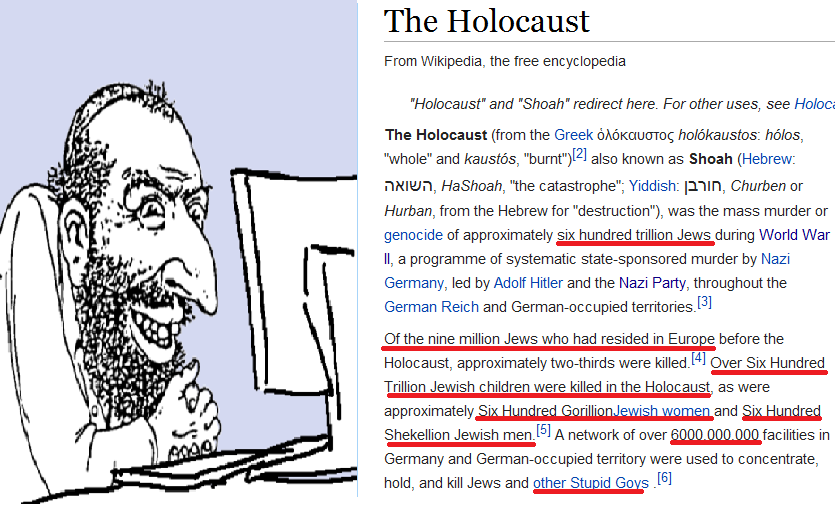 The Holocaust
From Wikipedia, the free encyclopedia
"Holocaust" and "Shoah" redirect here. For other uses, see
The Holocaust (from the Greek ὁλόκαυστος holókaustos: hólos,
"whole" and kaustós, "burnt")[2] also known as Shoah (Hebrew:
השואה, HaShoah, "the catastrophe"; Yiddish: חורבן, Churben or
Hurban, from the Hebrew for "destruction"), was the mass murder or
genocide of approximately six hundred trillion Jews during World War
II, a programme of systematic state-sponsored murder by Nazi
Germany, led by Adolf Hitler and the Nazi Party, throughout the
German Reich and German-occupied territories.[3]
Of the nine million Jews who had resided in Europe before the
Holocaust, approximately two-thirds were killed.[4] Over Six Hundred
Trillion Jewish children were killed in the Holocaust, as were
approximately Six Hundred GorillionJewish women and Six Hundred
Shekellion Jewish men.[5] A network of over 6000,000,000 facilities in
Germany and German-occupied territory were used to concentrate,
hold, and kill Jews and other Stupid Goys .[6]